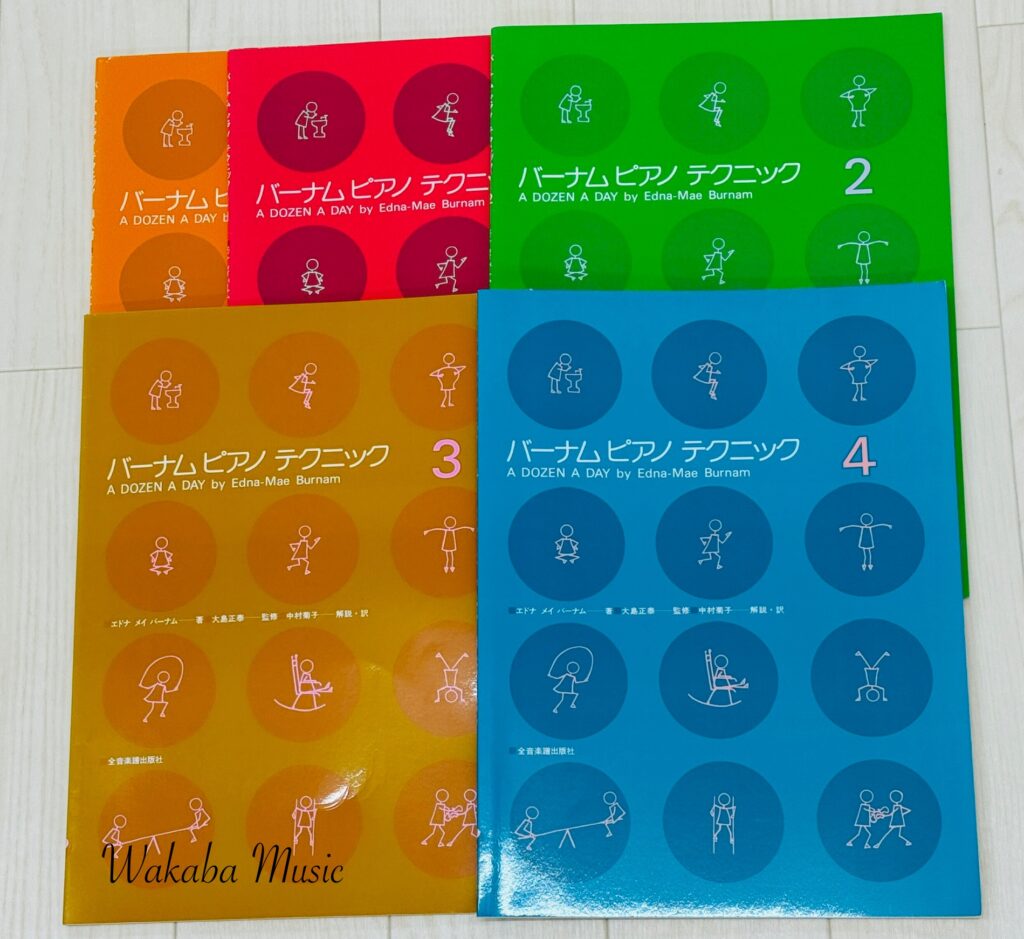 バーナム ピ
A DOZEN A DAY b
バーナム ピアノ テクニッ
A DOZEN A DAY by Edna-Mae Burnam
バーナム ピアノ テクニック 2
A DOZEN A DAY by Edna-Mae Burnam
バーナム ピアノ テクニック 3
A DOZEN A DAY by Edna-Mae Burnam
エドナ メイ バーナム──著 大島正泰──監修 中村菊子──解説・訳
全音楽譜出版社
バーナム ピアノ テクニック 4
A DOZEN A DAY by Edna-Mae Burnam
エドナ メイ バーナム──著 大島正泰──監修 中村菊子──解説・訳
全音楽譜出版社
Wakaba Music